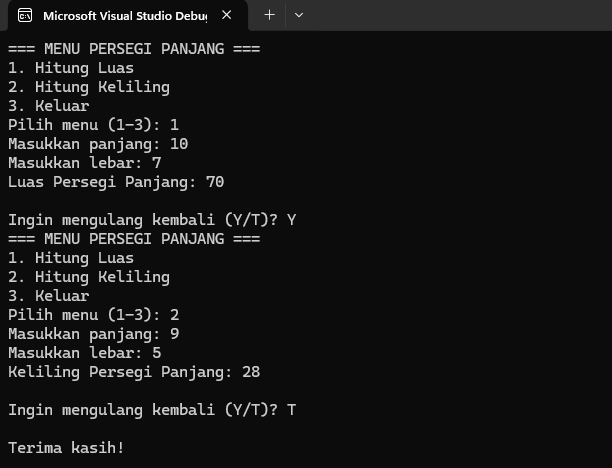 Microsoft Visual Studio Debu
=== MENU PERSEGI PANJANG ===
1. Hitung Luas
2. Hitung Keliling
3. Keluar
Pilih menu (1-3): 1
Masukkan panjang: 10
Masukkan lebar: 7
Luas Persegi Panjang: 70
Ingin mengulang kembali (Y/T)? Y
=== MENU PERSEGI PANJANG ===
1. Hitung Luas
2. Hitung Keliling
3. Keluar
Pilih menu (1-3): 2
Masukkan panjang: 9
Masukkan lebar: 5
Keliling Persegi Panjang: 28
Ingin mengulang kembali (Y/T)? T
Terima kasih!